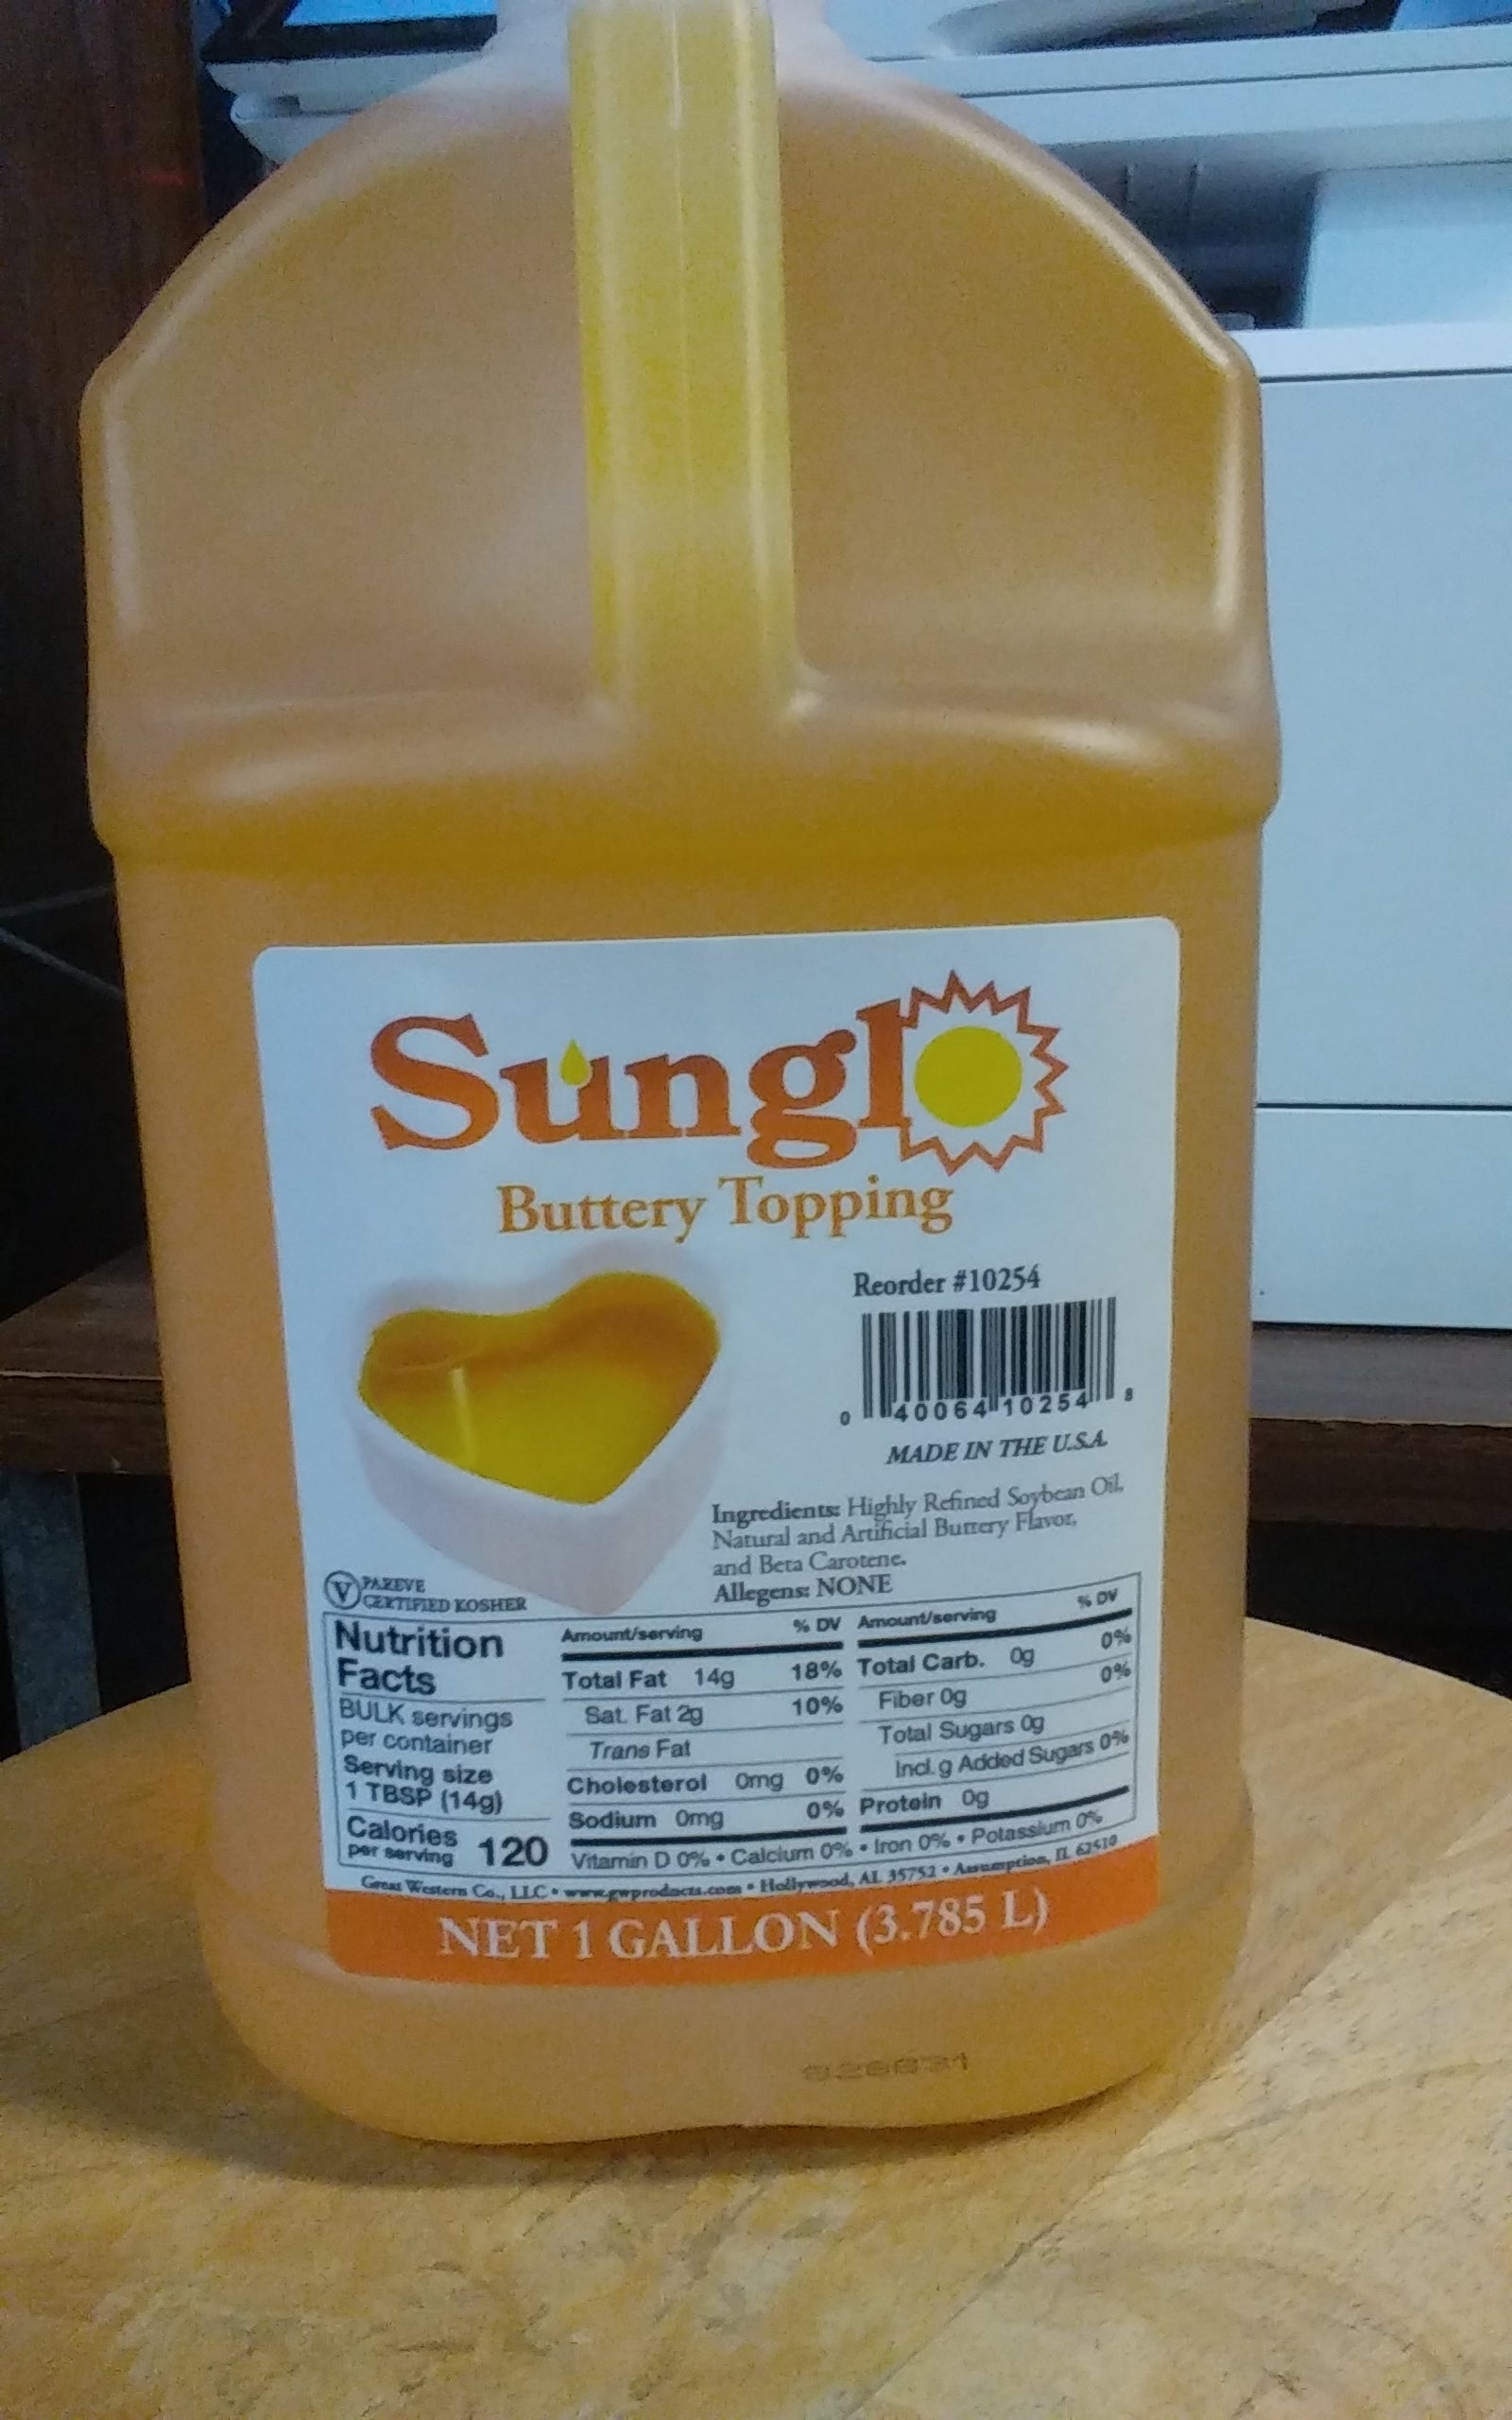 Sunglo
Buttery Topping
Reorder #10254
0 40064 10254 8
MADE IN THE U.S.A.
Ingredients: Highly Refined Soybean Oil,
Natural and Artificial Buttery Flavor,
and Beta Carotene.
Allegens: NONE
V PAREVE
CERTIFIED KOSHER
Nutrition
Facts
BULK servings
per container
Serving size
1 TBSP (14g)
Calories
per serving 120
Amount/serving % DV
Total Fat 14g 18%
Sat. Fat 2g 10%
Trans Fat
Cholesterol 0mg 0%
Sodium 0mg 0%
Amount/serving % DV
Total Carb. 0g 0%
Fiber 0g 0%
Total Sugars 0g
Incl. g Added Sugars 0%
Protein 0g
Vitamin D 0% • Calcium 0% • Iron 0% • Potassium 0%
Great Western Co., LLC • www.gwproducts.com • Hollywood, AL 35752 • Assumption, IL 62510
NET 1 GALLON (3.785 L)